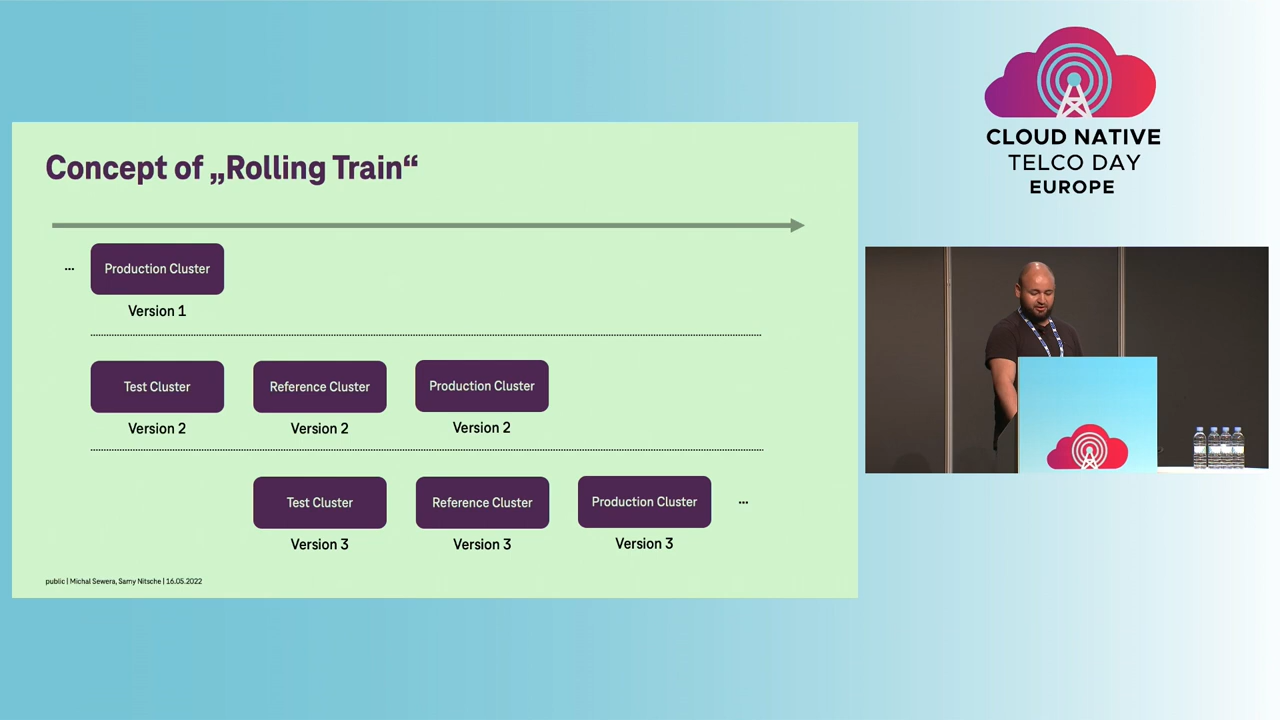 Concept of „Rolling Train“
... Production Cluster
Version 1
Test Cluster Reference Cluster Production Cluster
Version 2 Version 2 Version 2
Test Cluster Reference Cluster Production Cluster ...
Version 3 Version 3 Version 3
public | Michal Sewera, Samy Nitsche | 16.05.2022
CLOUD NATIVE
TELCO DAY
EUROPE